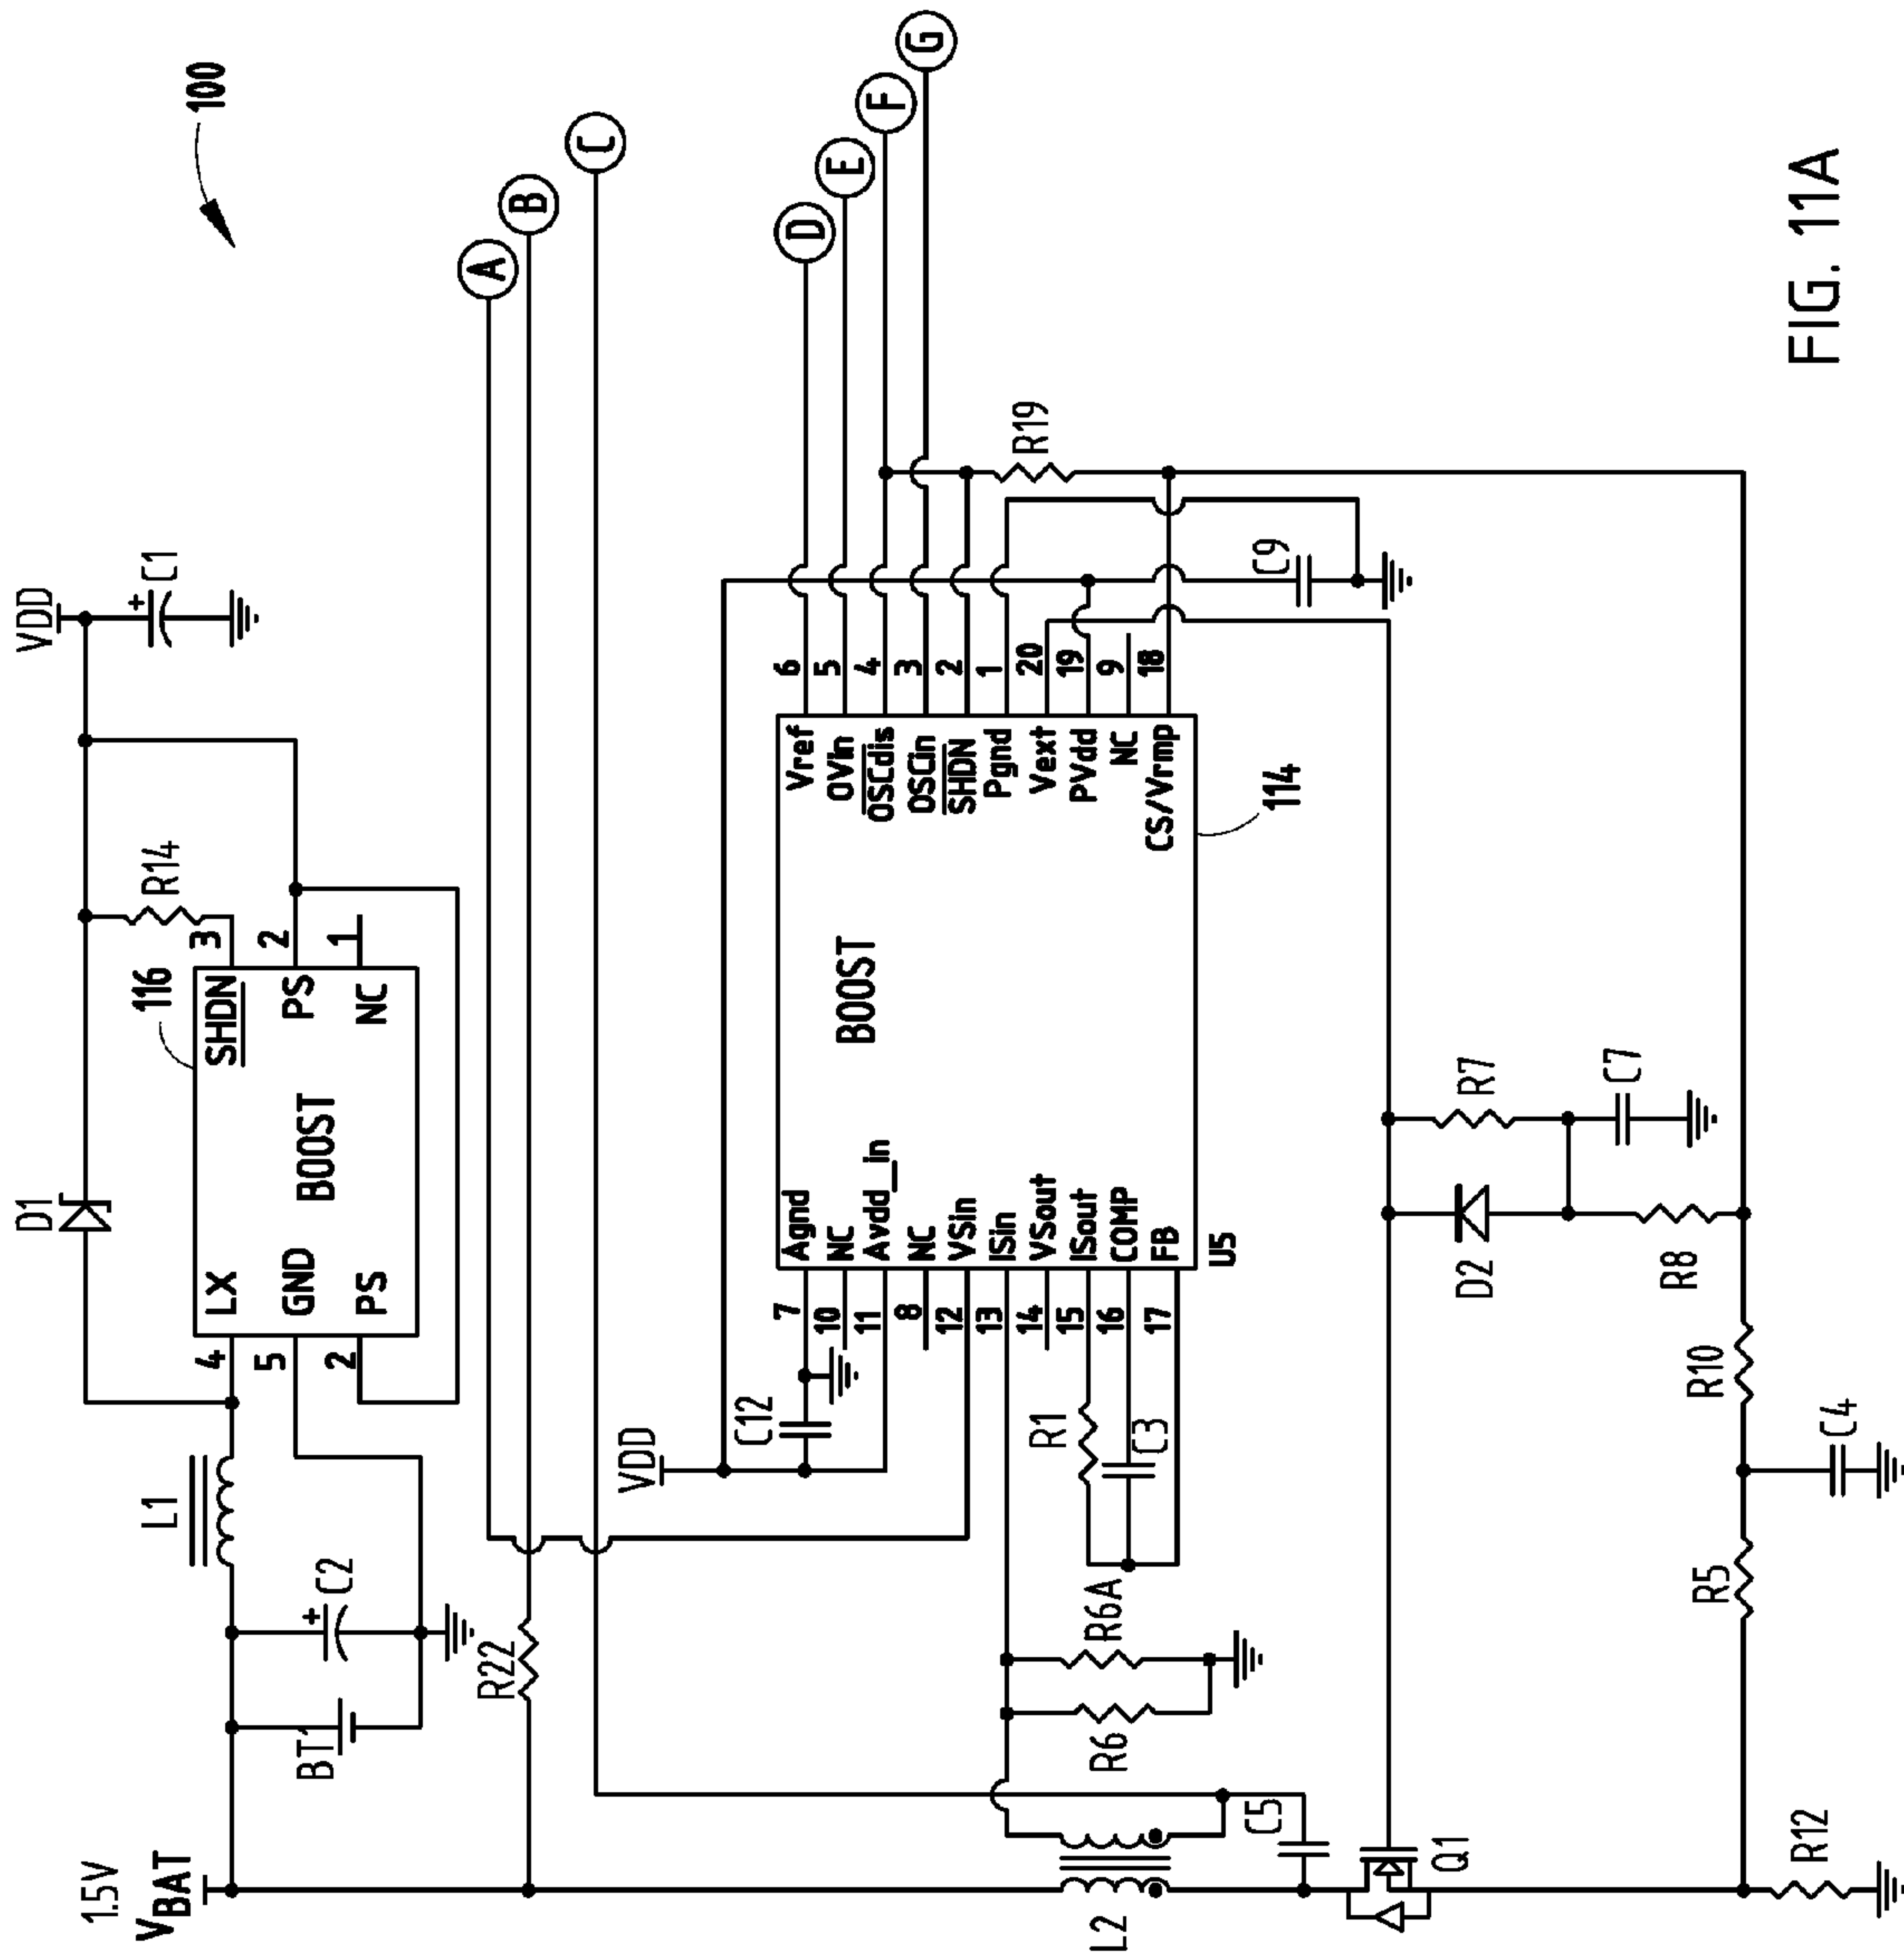 100
1.5V
VBAT
BT1
C2
L1
D1
VDD
C1
116
R14
LX
GND
PS
BOOST
SHDN
PS
NC
4
5
2
3
2
1
R22
A
B
C
D
E
F
G
VDD
C12
7
10
11
8
12
13
14
15
16
17
Agnd
NC
Avdd_in
NC
VSin
ISin
VSout
ISout
COMP
FB
U5
BOOST
Vref
OVin
OSCdis
OSCin
SHDN
Pgnd
Vext
PVdd
NC
CS/Vrmp
6
5
4
3
2
1
20
19
9
18
114
R19
C9
R1
C3
R6
R6A
L2
C5
Q1
D2
R7
C7
R8
R12
R5
C4
R10
FIG. 11A